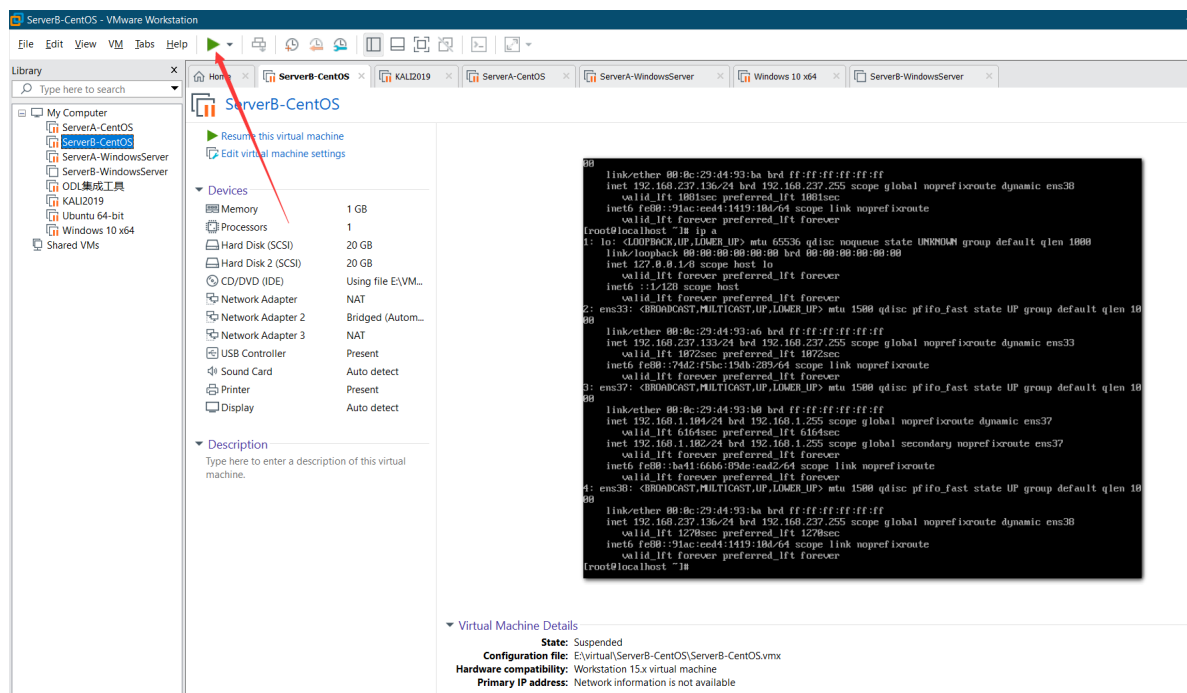 ServerB-CentOS - VMware Workstation
File Edit View VM Tabs Help
Library x
Type here to search
My Computer
ServerA-CentOS
ServerB-CentOS
ServerA-WindowsServer
ServerB-WindowsServer
ODL集成工具
KALI2019
Ubuntu 64-bit
Windows 10 x64
Shared VMs
Home ServerB-CentOS KALI2019 ServerA-CentOS ServerA-WindowsServer Windows 10 x64 ServerB-WindowsServer
ServerB-CentOS
Resume this virtual machine
Edit virtual machine settings
Devices
Memory 1 GB
Processors 1
Hard Disk (SCSI) 20 GB
Hard Disk 2 (SCSI) 20 GB
CD/DVD (IDE) Using file E:\VM...
Network Adapter NAT
Network Adapter 2 Bridged (Autom...
Network Adapter 3 NAT
USB Controller Present
Sound Card Auto detect
Printer Present
Display Auto detect
Description
Type here to enter a description of this virtual
machine.
00
link/ether 00:0c:29:d4:93:ba brd ff:ff:ff:ff:ff:ff
inet 192.168.237.136/24 brd 192.168.237.255 scope global noprefixroute dynamic ens38
valid_lft 1081sec preferred_lft 1081sec
inet6 fe80::91ac:eed4:1419:10d/64 scope link noprefixroute
valid_lft forever preferred_lft forever
[root@localhost ~]# ip a
1: lo: <LOOPBACK,UP,LOWER_UP> mtu 65536 qdisc noqueue state UNKNOWN group default qlen 1000
link/loopback 00:00:00:00:00:00 brd 00:00:00:00:00:00
inet 127.0.0.1/8 scope host lo
valid_lft forever preferred_lft forever
inet6 ::1/128 scope host
valid_lft forever preferred_lft forever
2: ens33: <BROADCAST,MULTICAST,UP,LOWER_UP> mtu 1500 qdisc pfifo_fast state UP group default qlen 10
00
link/ether 00:0c:29:d4:93:a6 brd ff:ff:ff:ff:ff:ff
inet 192.168.237.133/24 brd 192.168.237.255 scope global noprefixroute dynamic ens33
valid_lft 1072sec preferred_lft 1072sec
inet6 fe80::74d2:f5bc:19db:289/64 scope link noprefixroute
valid_lft forever preferred_lft forever
3: ens37: <BROADCAST,MULTICAST,UP,LOWER_UP> mtu 1500 qdisc pfifo_fast state UP group default qlen 10
00
link/ether 00:0c:29:d4:93:b0 brd ff:ff:ff:ff:ff:ff
inet 192.168.1.104/24 brd 192.168.1.255 scope global noprefixroute dynamic ens37
valid_lft 6164sec preferred_lft 6164sec
inet 192.168.1.102/24 brd 192.168.1.255 scope global secondary noprefixroute ens37
valid_lft forever preferred_lft forever
inet6 fe80::ba41:66b6:89de:ead2/64 scope link noprefixroute
valid_lft forever preferred_lft forever
4: ens38: <BROADCAST,MULTICAST,UP,LOWER_UP> mtu 1500 qdisc pfifo_fast state UP group default qlen 10
00
link/ether 00:0c:29:d4:93:ba brd ff:ff:ff:ff:ff:ff
inet 192.168.237.136/24 brd 192.168.237.255 scope global noprefixroute dynamic ens38
valid_lft 1270sec preferred_lft 1270sec
inet6 fe80::91ac:eed4:1419:10d/64 scope link noprefixroute
valid_lft forever preferred_lft forever
[root@localhost ~]#
Virtual Machine Details
State: Suspended
Configuration file: E:\virtual\ServerB-CentOS\ServerB-CentOS.vmx
Hardware compatibility: Workstation 15.x virtual machine
Primary IP address: Network information is not available